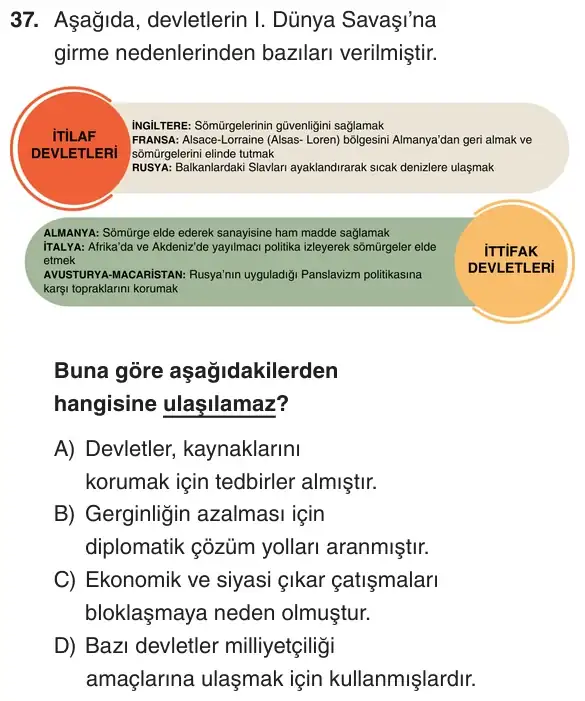 37. Aşağıda, devletlerin I. Dünya Savaşı’na
girme nedenlerinden bazıları verilmiştir.
İTİLAF
DEVLETLERİ
İNGİLTERE: Sömürgelerinin güvenliğini sağlamak
FRANSA: Alsace-Lorraine (Alsas- Loren) bölgesini Almanya’dan geri almak ve
sömürgelerini elinde tutmak
RUSYA: Balkanlardaki Slavları ayaklandırarak sıcak denizlere ulaşmak
ALMANYA: Sömürge elde ederek sanayisine ham madde sağlamak
İTALYA: Afrika’da ve Akdeniz’de yayılmacı politika izleyerek sömürgeler elde
etmek
AVUSTURYA-MACARİSTAN: Rusya’nın uyguladığı Panslavizm politikasına
karşı topraklarını korumak
İTTİFAK
DEVLETLERİ
Buna göre aşağıdakilerden
hangisine ulaşılamaz?
A) Devletler, kaynaklarını
korumak için tedbirler almıştır.
B) Gerginliğin azalması için
diplomatik çözüm yolları aranmıştır.
C) Ekonomik ve siyasi çıkar çatışmaları
bloklaşmaya neden olmuştur.
D) Bazı devletler milliyetçiliği
amaçlarına ulaşmak için kullanmışlardır.